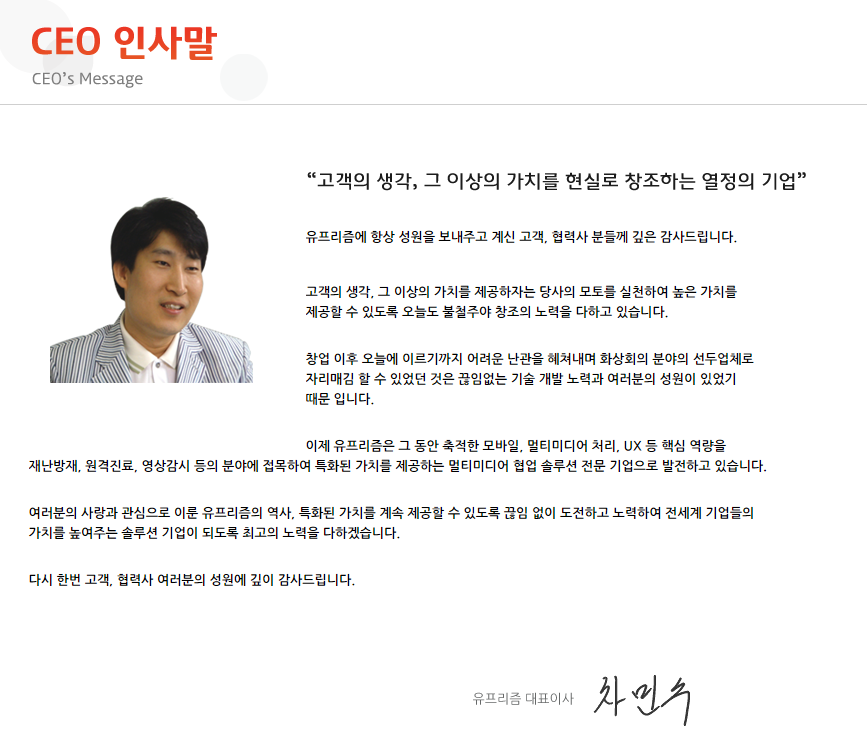 CEO 인사말
CEO's Message
“고객의 생각, 그 이상의 가치를 현실로 창조하는 열정의 기업”
유프리즘에 항상 성원을 보내주고 계신 고객, 협력사 분들께 깊은 감사드립니다.
고객의 생각, 그 이상의 가치를 제공하자는 당사의 모토를 실천하여 높은 가치를
제공할 수 있도록 오늘도 불철주야 창조의 노력을 다하고 있습니다.
창업 이후 오늘에 이르기까지 어려운 난관을 헤쳐내며 화상회의 분야의 선두업체로
자리매김 할 수 있었던 것은 끊임없는 기술 개발 노력과 여러분의 성원이 있었기
때문 입니다.
이제 유프리즘은 그 동안 축적한 모바일, 멀티미디어 처리, UX 등 핵심 역량을
재난방재, 원격진료, 영상감시 등의 분야에 접목하여 특화된 가치를 제공하는 멀티미디어 협업 솔루션 전문 기업으로 발전하고 있습니다.
여러분의 사랑과 관심으로 이룬 유프리즘의 역사, 특화된 가치를 계속 제공할 수 있도록 끊임 없이 도전하고 노력하여 전세계 기업들의
가치를 높여주는 솔루션 기업이 되도록 최고의 노력을 다하겠습니다.
다시 한번 고객, 협력사 여러분의 성원에 깊이 감사드립니다.
유프리즘 대표이사 차민수